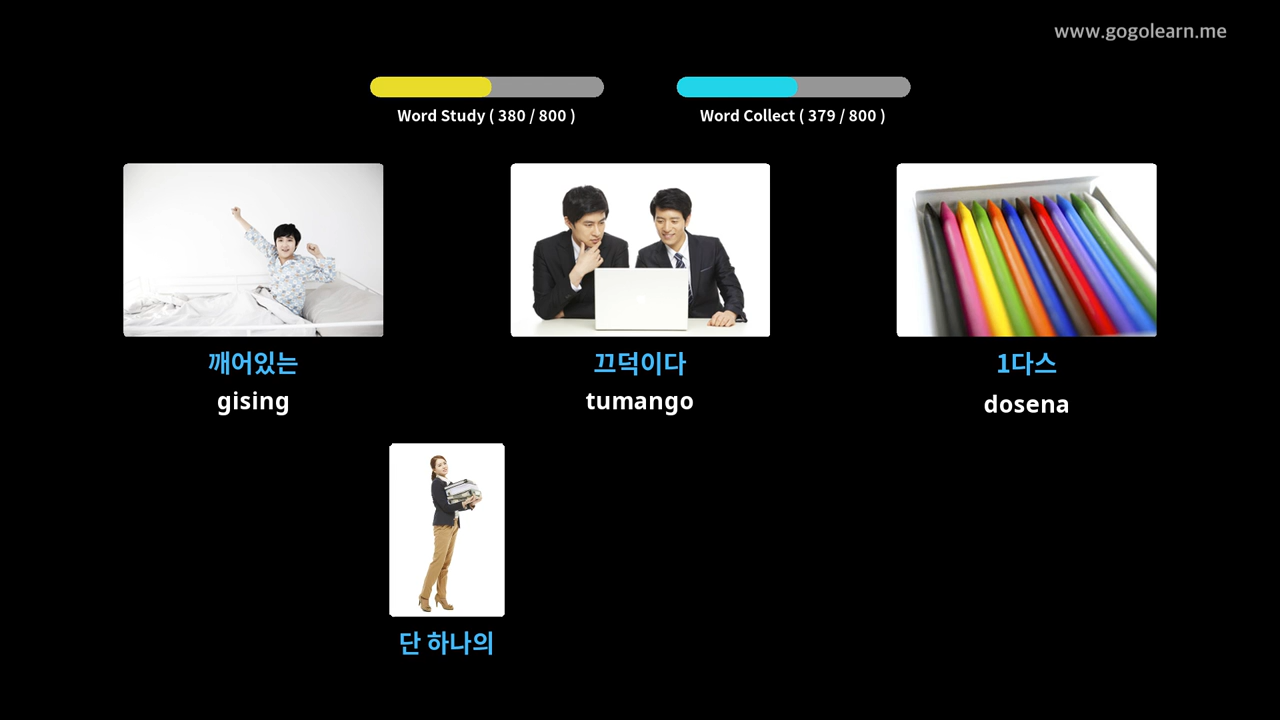 www.gogolearn.me
Word Study ( 380 / 800 )
Word Collect ( 379 / 800 )
깨어있는
gising
끄덕이다
tumango
1다스
dosena
단 하나의